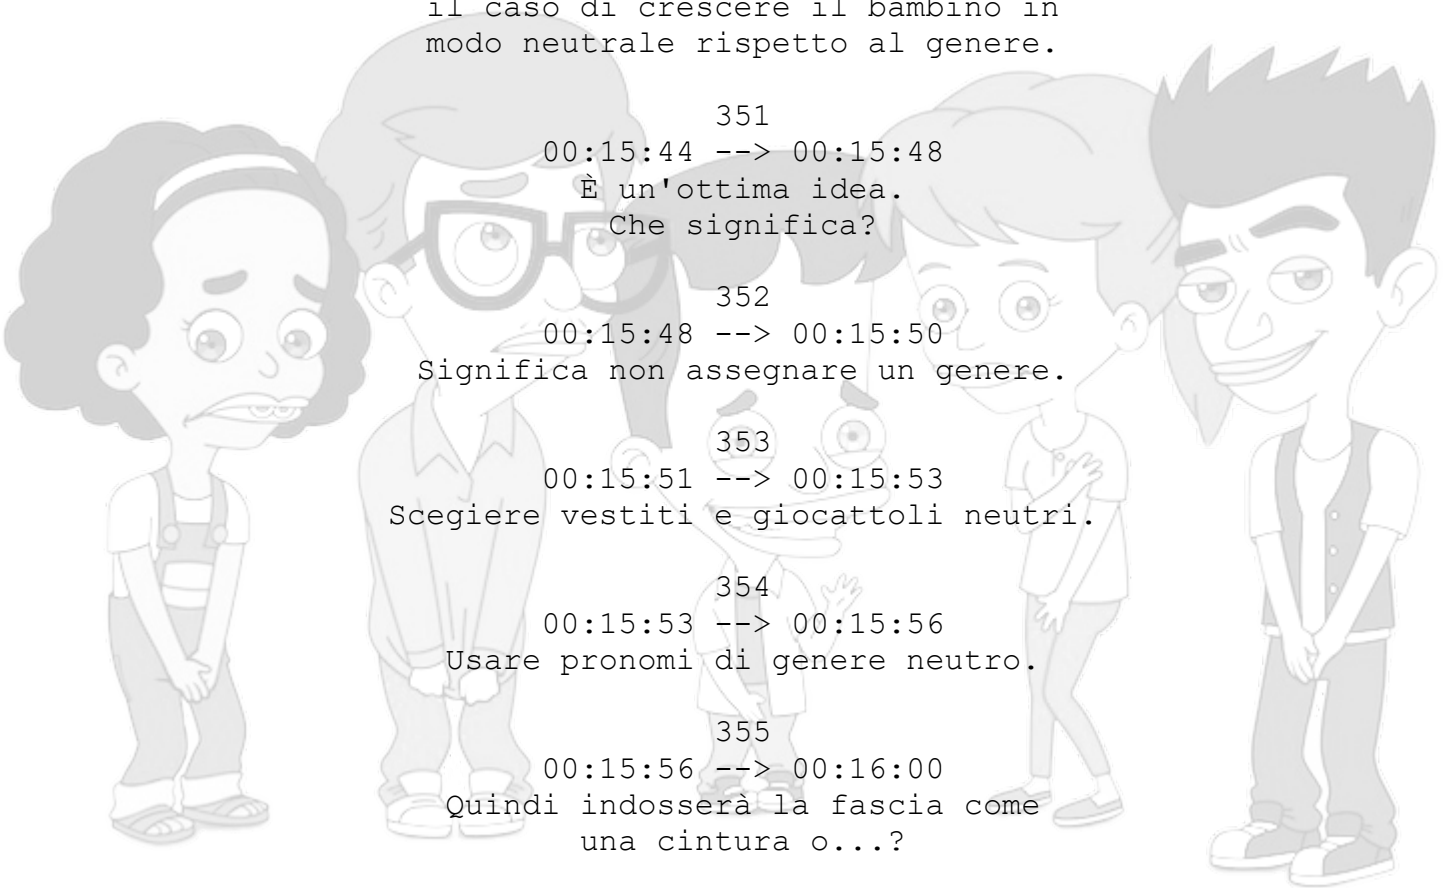 il caso di crescere il bambino in
modo neutrale rispetto al genere.
351
00:15:44 --> 00:15:48
È un'ottima idea.
Che significa?
352
00:15:48 --> 00:15:50
Significa non assegnare un genere.
353
00:15:51 --> 00:15:53
Scegiere vestiti e giocattoli neutri.
354
00:15:53 --> 00:15:56
Usare pronomi di genere neutro.
355
00:15:56 --> 00:16:00
Quindi indosserà la fascia come
una cintura o...?